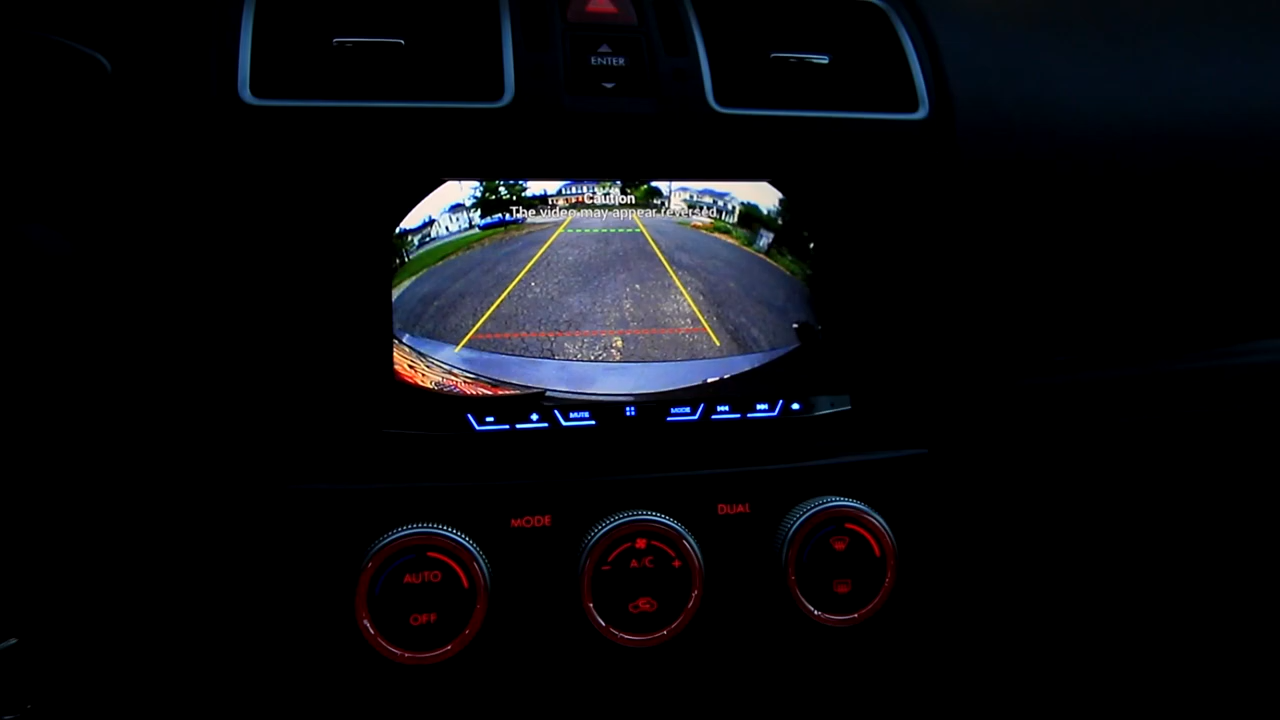 ENTER
Caution
The video may appear reversed.
MUTE
MODE
MODE
DUAL
AUTO
OFF
A/C